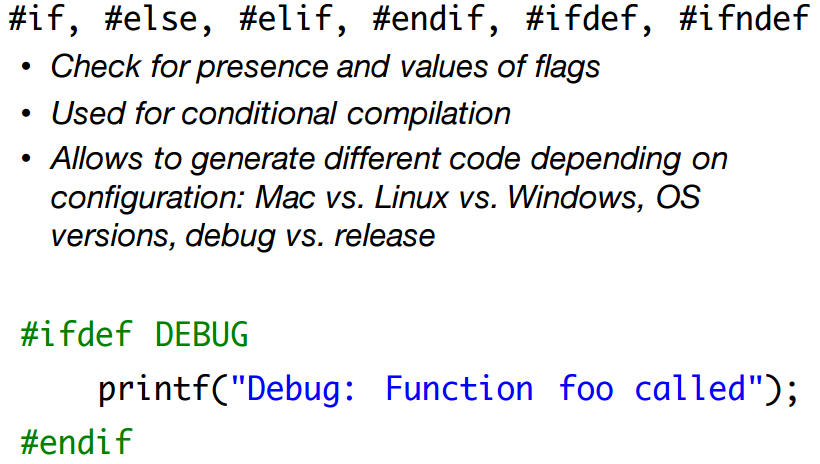 #if, #else, #elif, #endif, #ifdef, #ifndef
• Check for presence and values of flags
• Used for conditional compilation
• Allows to generate different code depending on
configuration: Mac vs. Linux vs. Windows, OS
versions, debug vs. release
#ifdef DEBUG
    printf("Debug: Function foo called");
#endif